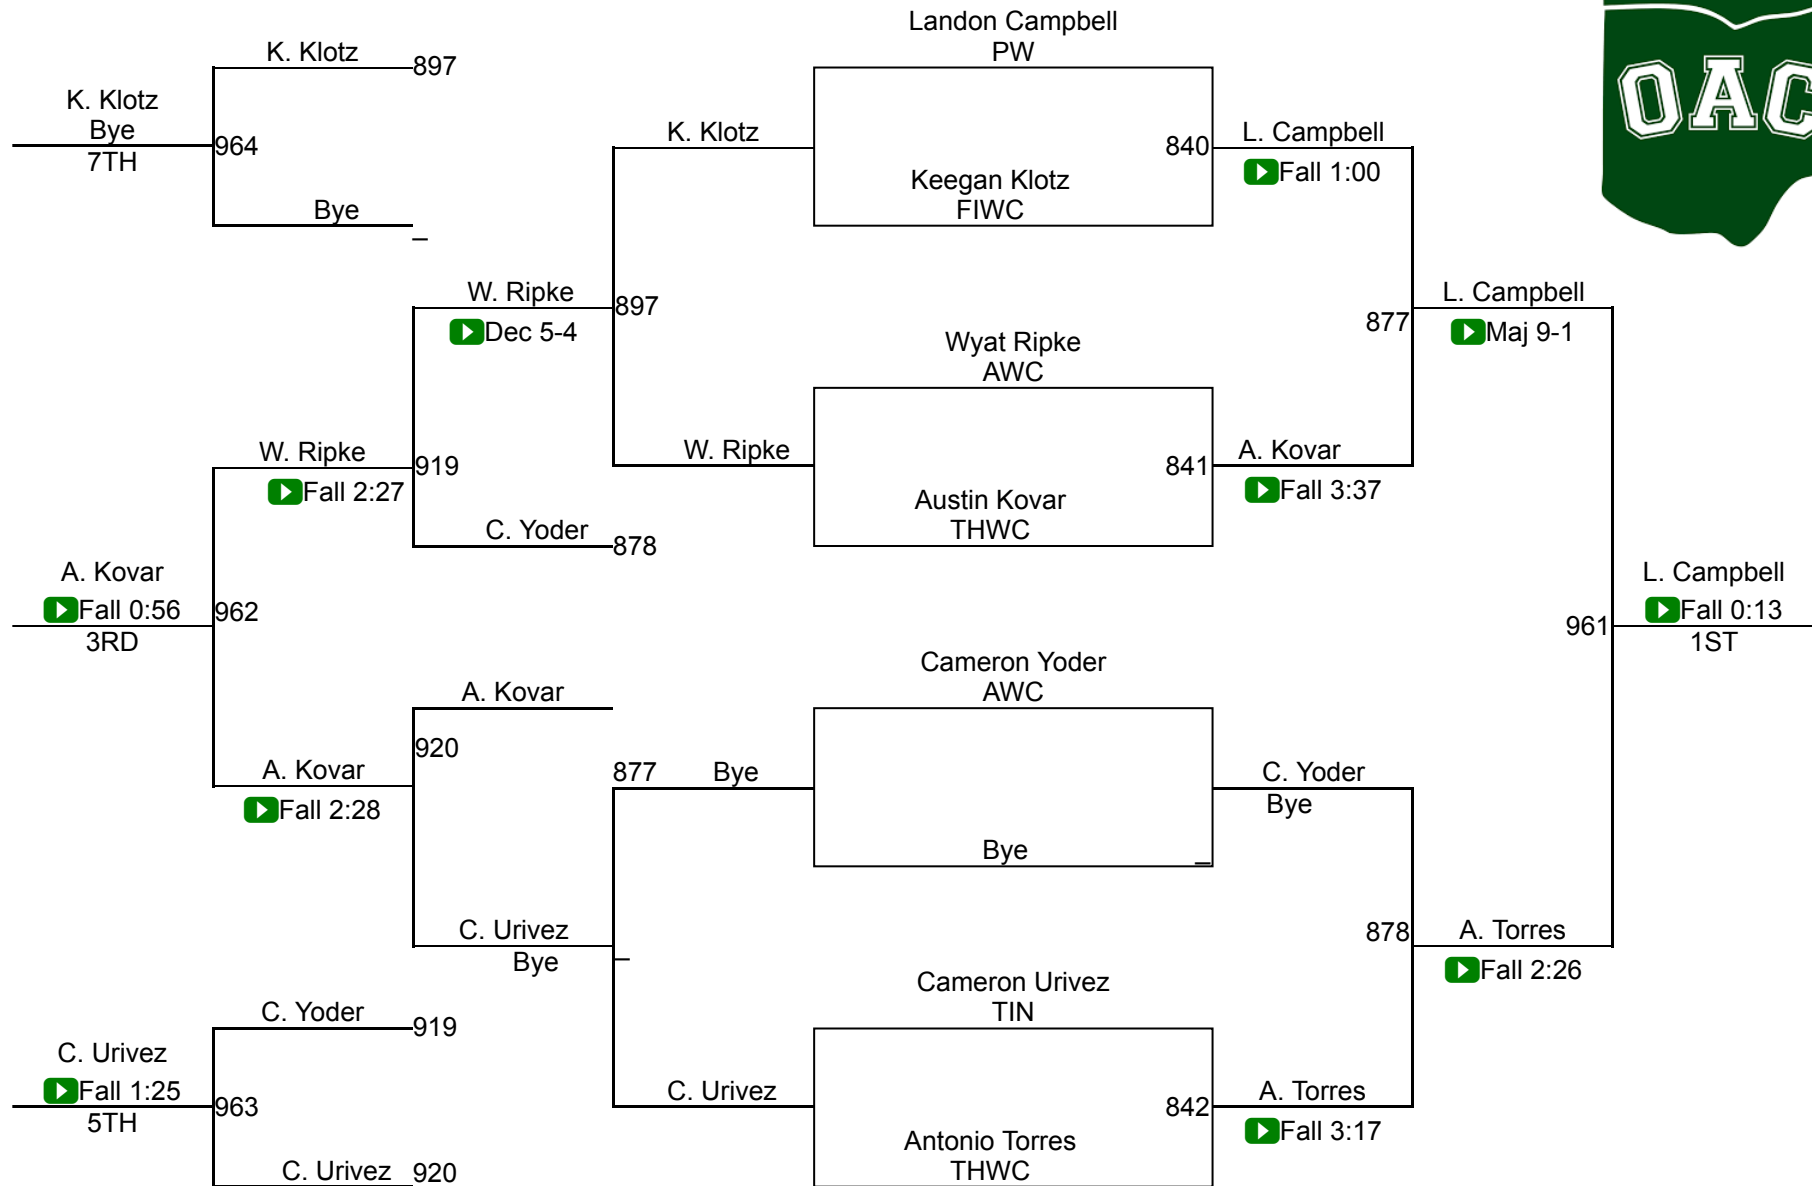 Landon Campbell
PW
K. Klotz
897
K. Klotz
Bye
7TH
964
Bye
_
K. Klotz
840
L. Campbell
Fall 1:00
Keegan Klotz
FIWC
OAC
W. Ripke
897
Dec 5-4
L. Campbell
877
Maj 9-1
Wyat Ripke
AWC
W. Ripke
919
Fall 2:27
W. Ripke
841
A. Kovar
Fall 3:37
Austin Kovar
THWC
C. Yoder
878
A. Kovar
Fall 0:56
3RD
962
L. Campbell
961
Fall 0:13
1ST
Cameron Yoder
AWC
A. Kovar
920
A. Kovar
Fall 2:28
877
Bye
C. Yoder
Bye
Bye
_
C. Urivez
Bye
_
878
A. Torres
Fall 2:26
Cameron Urivez
TIN
C. Yoder
919
C. Urivez
Fall 1:25
5TH
963
C. Urivez
842
A. Torres
Fall 3:17
Antonio Torres
THWC
C. Urivez
920